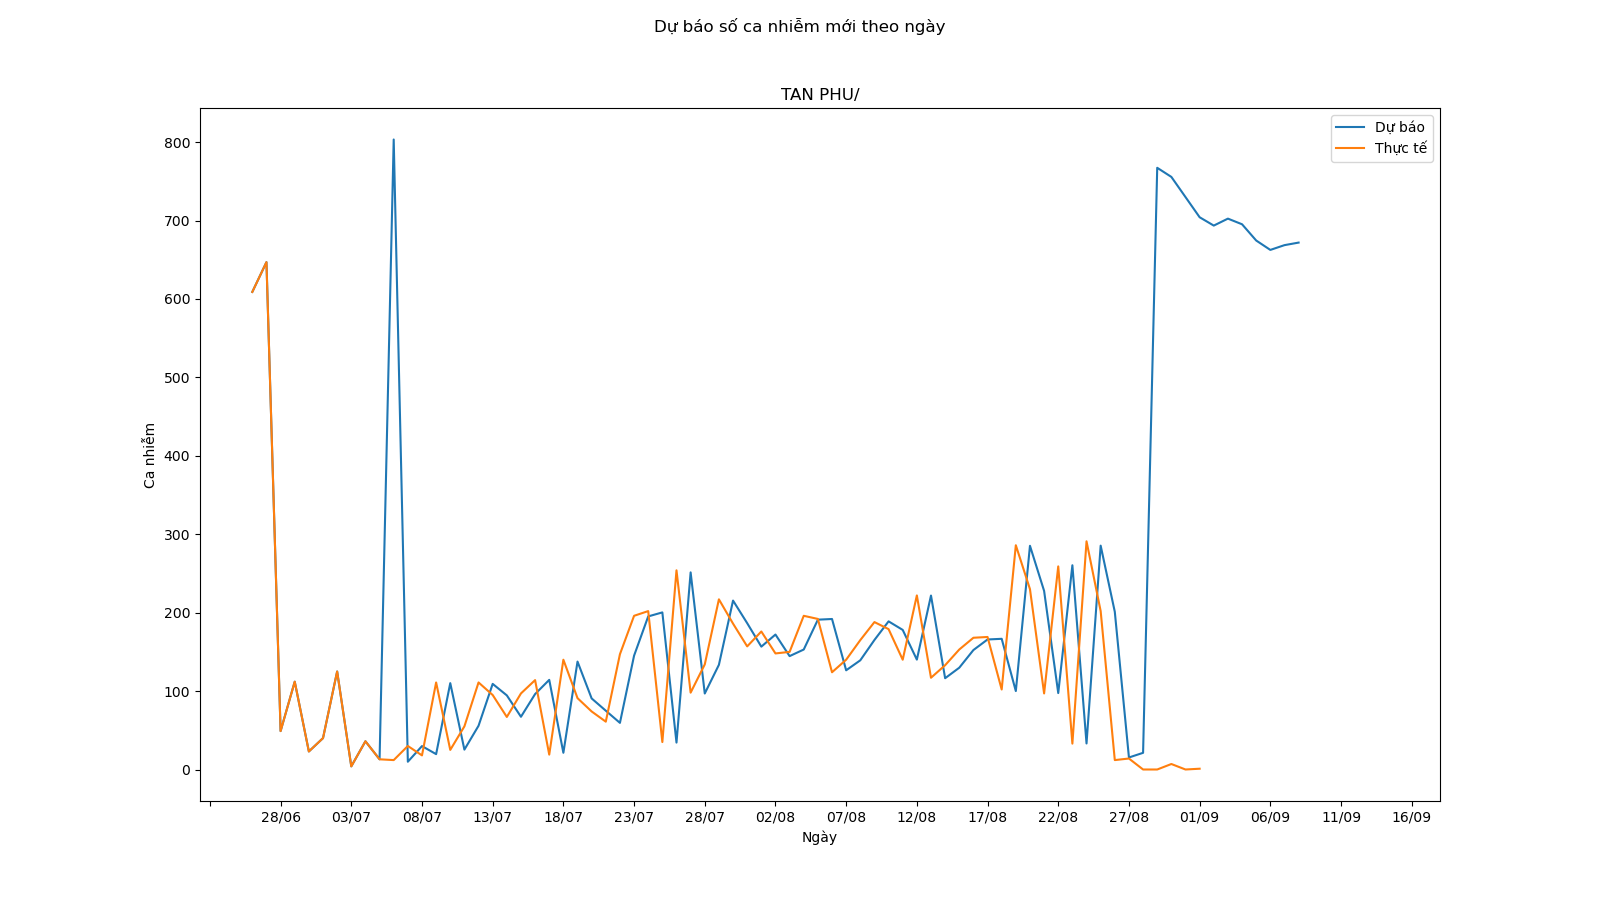 Dự báo số ca nhiễm mới theo ngày
TAN PHU/
Dự báo
Thực tế
800
700
600
500
400
300
200
100
0
Ca nhiễm
28/06 03/07 08/07 13/07 18/07 23/07 28/07 02/08 07/08 12/08 17/08 22/08 27/08 01/09 06/09 11/09 16/09
Ngày